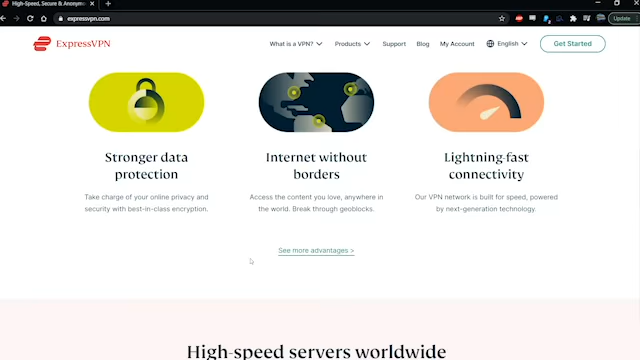 High-Speed, Secure & Anonym
expressvpn.com
Update
ExpressVPN
What is a VPN?
Products
Support
Blog
My Account
English
Get Started
Stronger data
protection
Take charge of your online privacy and
security with best-in-class encryption.
Internet without
borders
Access the content you love, anywhere in
the world. Break through geoblocks.
Lightning-fast
connectivity
Our VPN network is built for speed, powered
by next-generation technology.
See more advantages >
High-speed servers worldwide